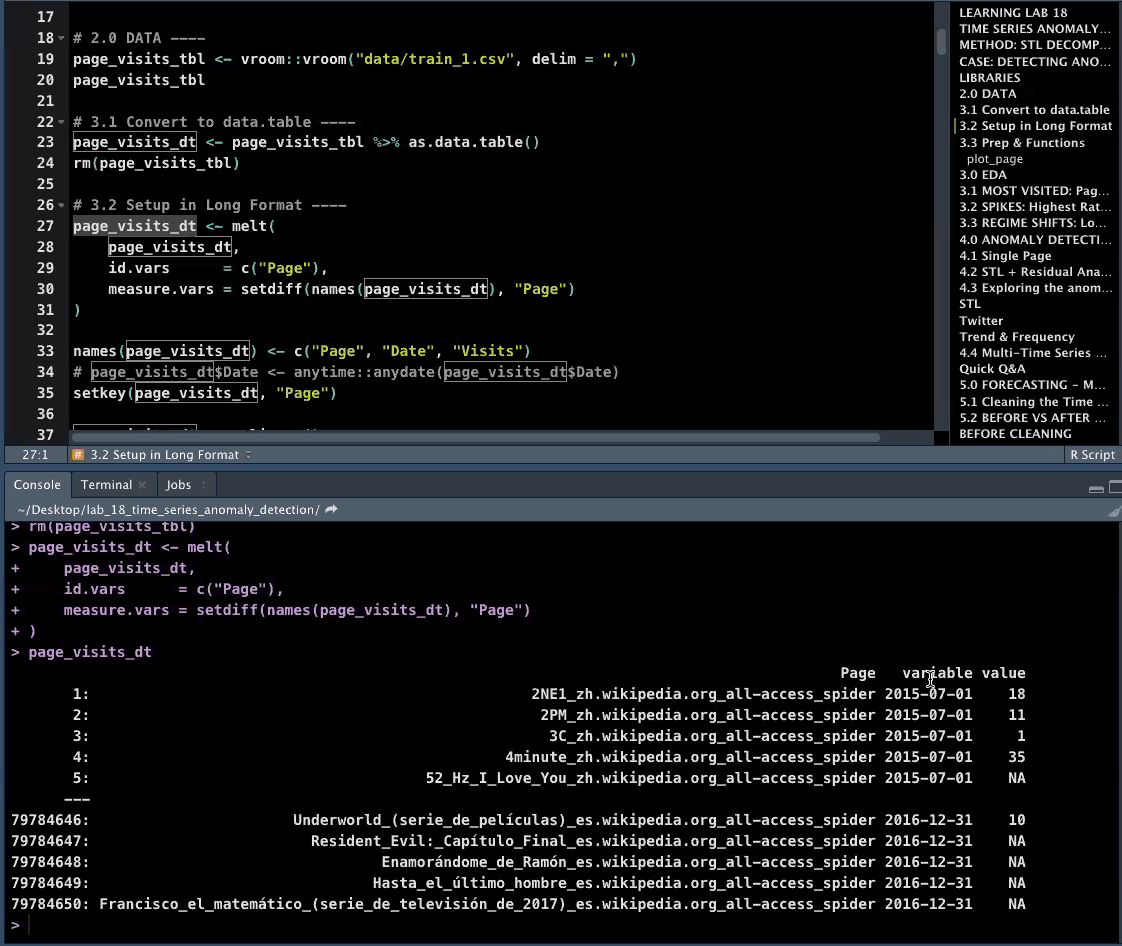 17
18 # 2.0 DATA ----
19 page_visits_tbl <- vroom::vroom("data/train_1.csv", delim = ",")
20 page_visits_tbl
21
22 # 3.1 Convert to data.table ----
23 page_visits_dt <- page_visits_tbl %>% as.data.table()
24 rm(page_visits_tbl)
25
26 # 3.2 Setup in Long Format ----
27 page_visits_dt <- melt(
28     page_visits_dt,
29     id.vars      = c("Page"),
30     measure.vars = setdiff(names(page_visits_dt), "Page")
31 )
32
33 names(page_visits_dt) <- c("Page", "Date", "Visits")
34 # page_visits_dt$Date <- anytime::anydate(page_visits_dt$Date)
35 setkey(page_visits_dt, "Page")
36
37
27:1 # 3.2 Setup in Long Format R Script
LEARNING LAB 18
TIME SERIES ANOMALY...
METHOD: STL DECOMP...
CASE: DETECTING ANO...
LIBRARIES
2.0 DATA
3.1 Convert to data.table
3.2 Setup in Long Format
3.3 Prep & Functions
plot_page
3.0 EDA
3.1 MOST VISITED: Pag...
3.2 SPIKES: Highest Rat...
3.3 REGIME SHIFTS: Lo...
4.0 ANOMALY DETECTI...
4.1 Single Page
4.2 STL + Residual Ana...
4.3 Exploring the anom...
STL
Twitter
Trend & Frequency
4.4 Multi-Time Series ...
Quick Q&A
5.0 FORECASTING - M...
5.1 Cleaning the Time ...
5.2 BEFORE VS AFTER ...
BEFORE CLEANING
Console Terminal Jobs
~/Desktop/lab_18_time_series_anomaly_detection/
> rm(page_visits_tbl)
> page_visits_dt <- melt(
+     page_visits_dt,
+     id.vars      = c("Page"),
+     measure.vars = setdiff(names(page_visits_dt), "Page")
+ )
> page_visits_dt
Page variable value
1: 2NE1_zh.wikipedia.org_all-access_spider 2015-07-01 18
2: 2PM_zh.wikipedia.org_all-access_spider 2015-07-01 11
3: 3C_zh.wikipedia.org_all-access_spider 2015-07-01 1
4: 4minute_zh.wikipedia.org_all-access_spider 2015-07-01 35
5: 52_Hz_I_Love_You_zh.wikipedia.org_all-access_spider 2015-07-01 NA
---
79784646: Underworld_(serie_de_películas)_es.wikipedia.org_all-access_spider 2016-12-31 10
79784647: Resident_Evil:_Capítulo_Final_es.wikipedia.org_all-access_spider 2016-12-31 NA
79784648: Enamorándome_de_Ramón_es.wikipedia.org_all-access_spider 2016-12-31 NA
79784649: Hasta_el_último_hombre_es.wikipedia.org_all-access_spider 2016-12-31 NA
79784650: Francisco_el_matemático_(serie_de_televisión_de_2017)_es.wikipedia.org_all-access_spider 2016-12-31 NA
>